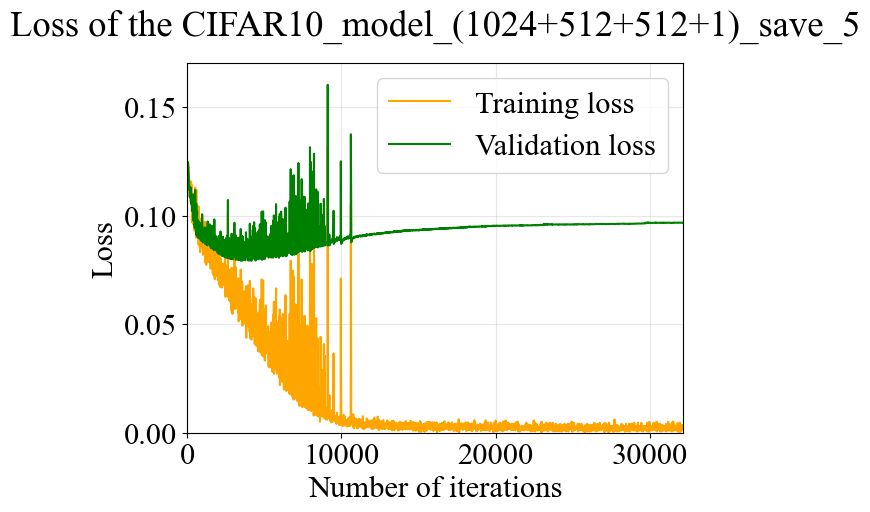 Loss of the CIFAR10_model_(1024+512+512+1)_save_5
Training loss
Validation loss
0.15
0.10
0.05
0.00
Loss
0 10000 20000 30000
Number of iterations